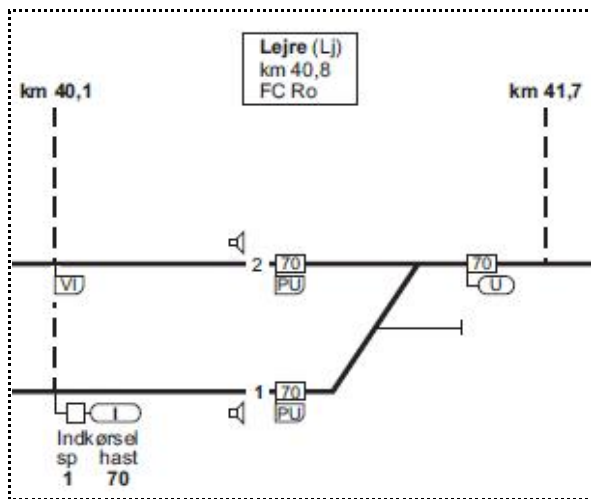 Lejre (Lj)
km 40,8
FC Ro
km 40,1
km 41,7
2
70
70
VI
PU
U
1
70
PU
I
Indkørsel
sp hast
1 70